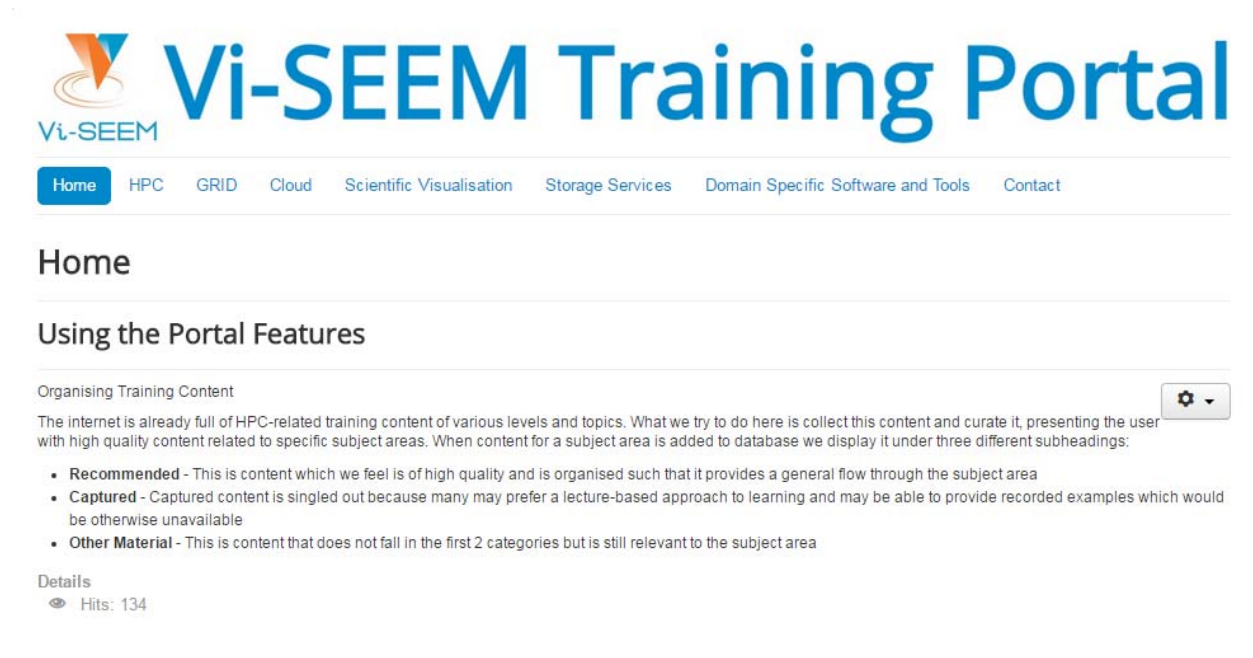 Vi-SEEM
Vi-SEEM Training Portal
Home HPC GRID Cloud Scientific Visualisation Storage Services Domain Specific Software and Tools Contact
Home
Using the Portal Features
Organising Training Content
The internet is already full of HPC-related training content of various levels and topics. What we try to do here is collect this content and curate it, presenting the user
with high quality content related to specific subject areas. When content for a subject area is added to database we display it under three different subheadings:
• Recommended - This is content which we feel is of high quality and is organised such that it provides a general flow through the subject area
• Captured - Captured content is singled out because many may prefer a lecture-based approach to learning and may be able to provide recorded examples which would
be otherwise unavailable
• Other Material - This is content that does not fall in the first 2 categories but is still relevant to the subject area
Details
Hits: 134